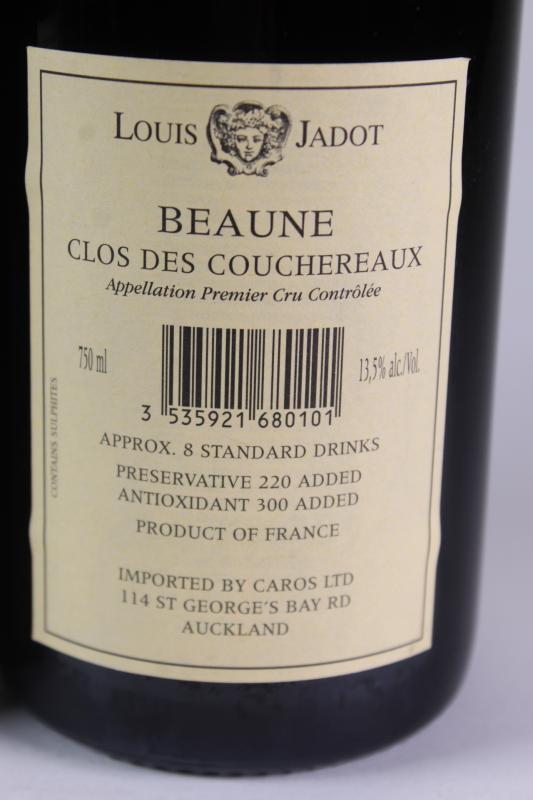 LOUIS JADOT
BEAUNE
CLOS DES COUCHEREAUX
Appellation Premier Cru Contrôlée
750 ml
13,5% alc./Vol.
3 535921 680101
CONTAINS SULPHITES
APPROX. 8 STANDARD DRINKS
PRESERVATIVE 220 ADDED
ANTIOXIDANT 300 ADDED
PRODUCT OF FRANCE
IMPORTED BY CAROS LTD
114 ST GEORGE'S BAY RD
AUCKLAND